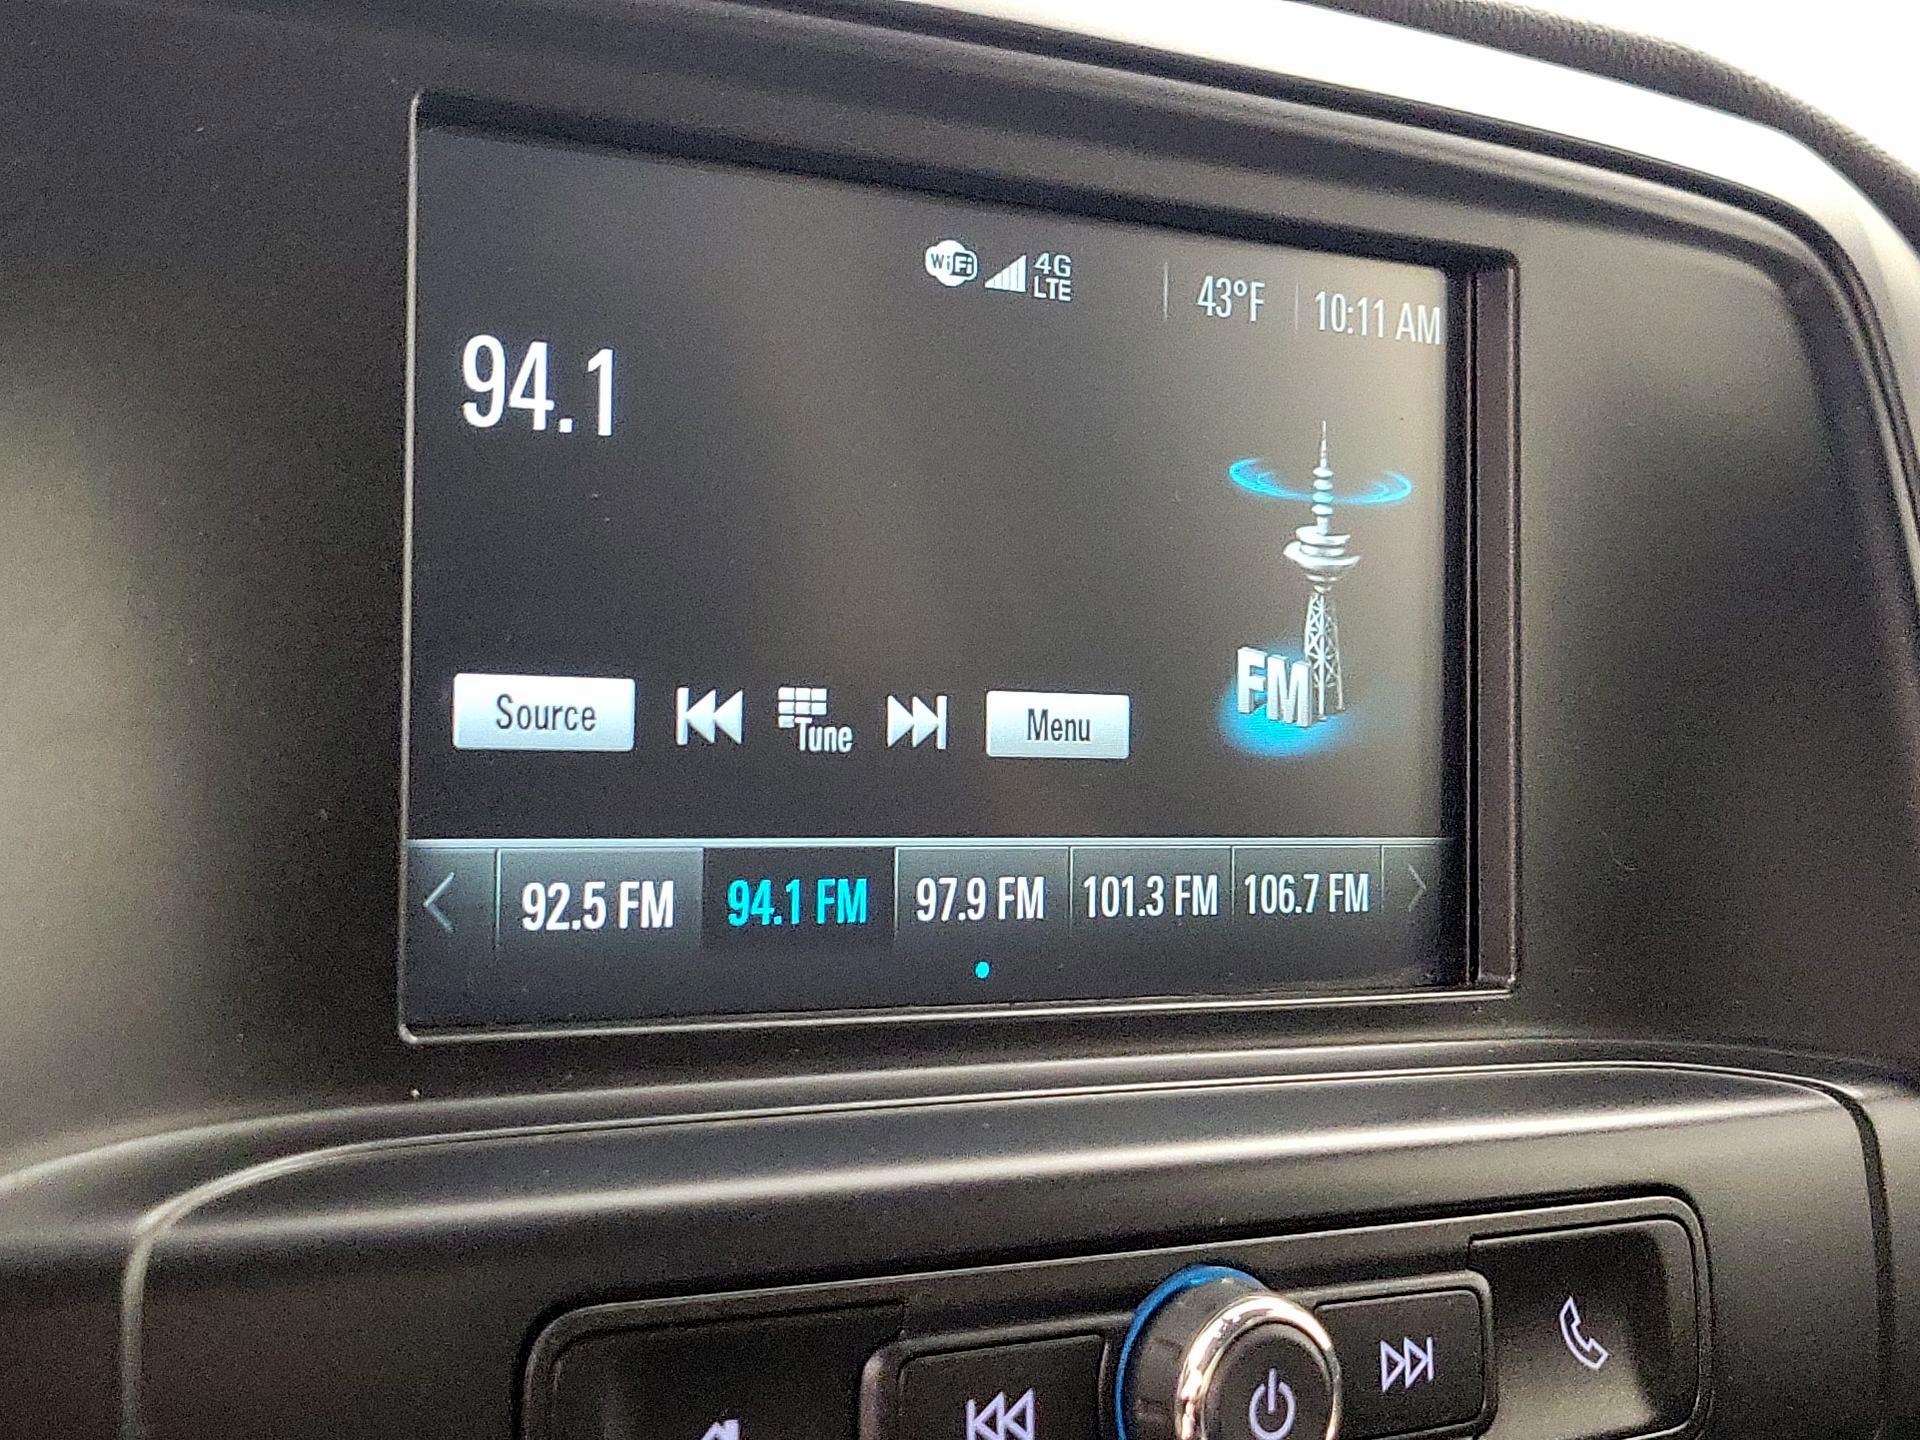 WiFi 4G LTE 43°F 10:11 AM
94.1
FM
Source Tune Menu
92.5 FM 94.1 FM 97.9 FM 101.3 FM 106.7 FM